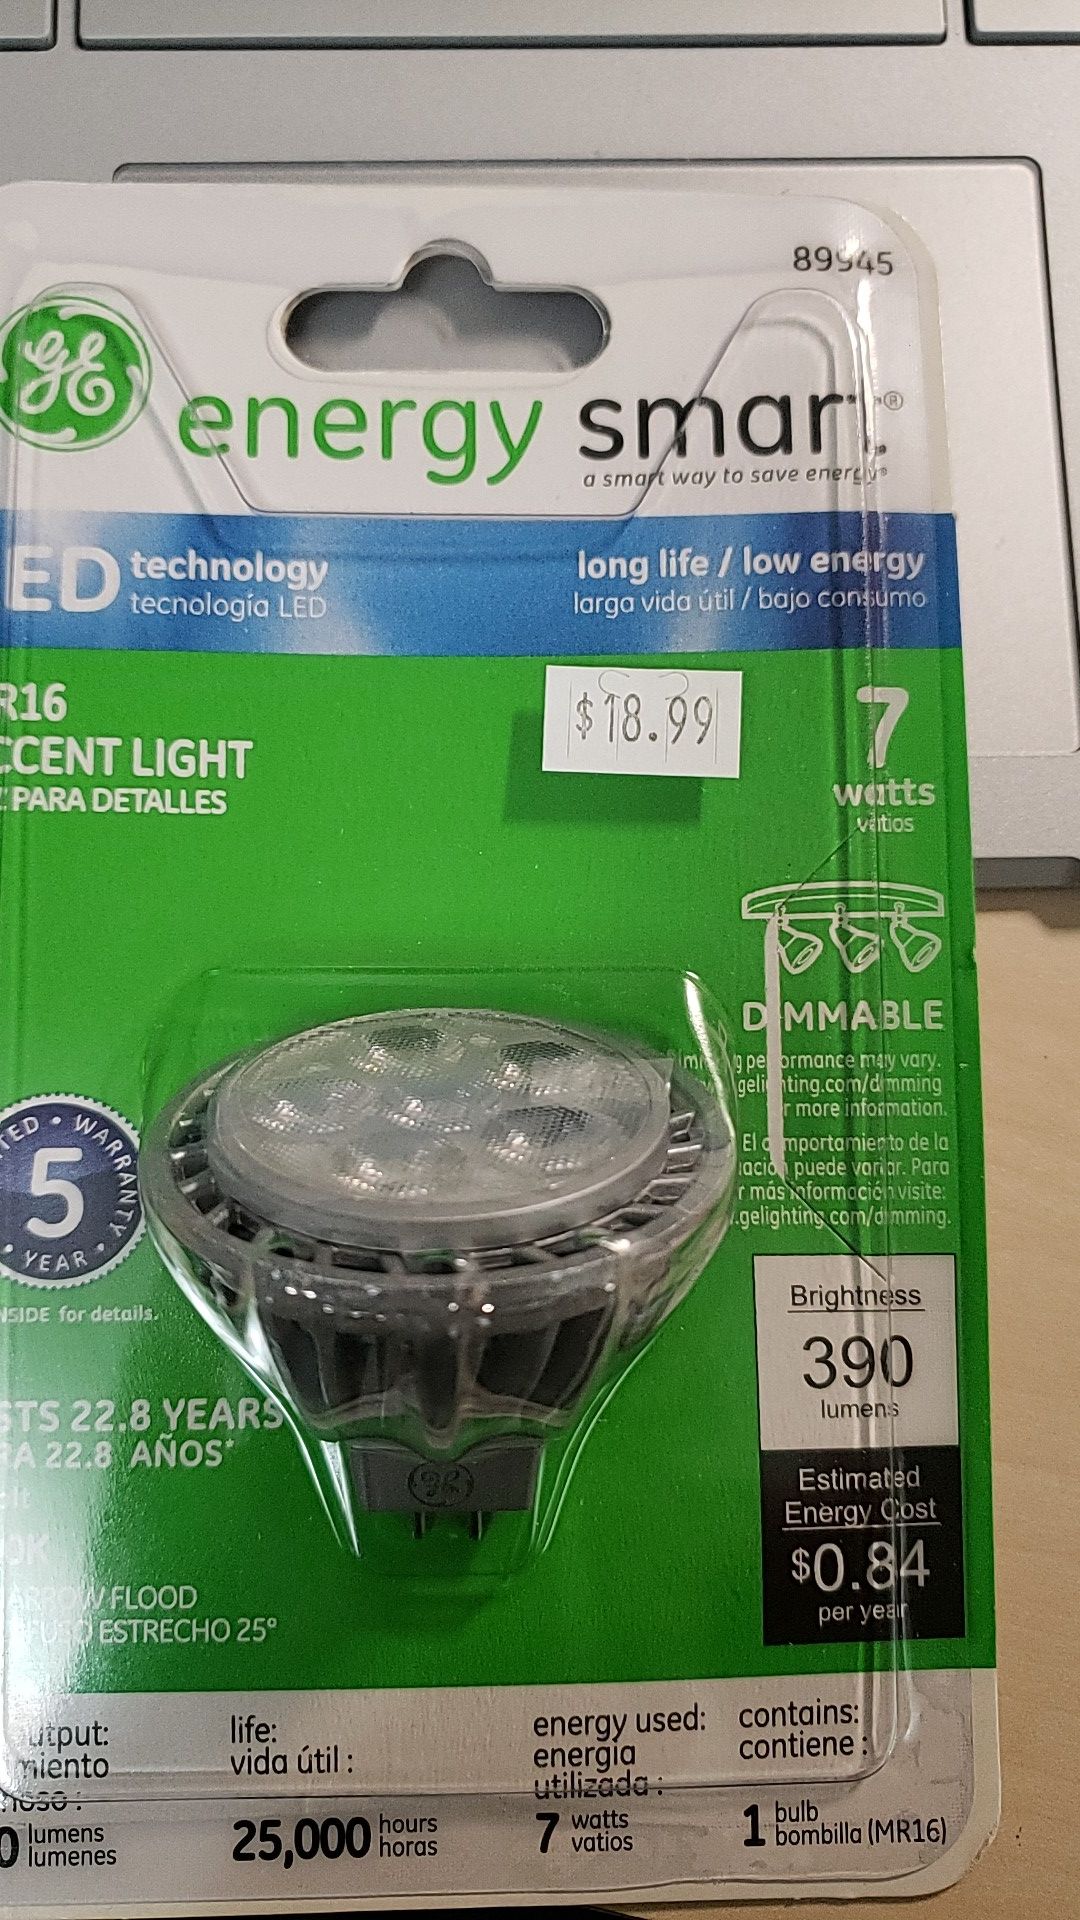 89945
GE
energy smart®
a smart way to save energy®
ED technology
tecnología LED
long life / low energy
larga vida útil / bajo consumo
R16
CCENT LIGHT
PARA DETALLES
$18.99
7
watts
vatios
DIMMABLE
performance may vary.
gelighting.com/dimming
r more information.
El comportamiento de la
puede variar. Para
r más información visite:
.gelighting.com/dimming.
TED • WARRANTY
5
• YEAR •
NSIDE for details.
STS 22.8 YEARS
RA 22.8 AÑOS*
0K
ARROW FLOOD
FUSO ESTRECHO 25°
Brightness
390
lumens
Estimated
Energy Cost
$0.84
per year
utput:
miento
noso:
0 lumens
lumenes
life:
vida útil :
25,000 hours
horas
energy used:
energía
utilizada :
7 watts
vatios
contains:
contiene :
1 bulb
bombilla (MR16)